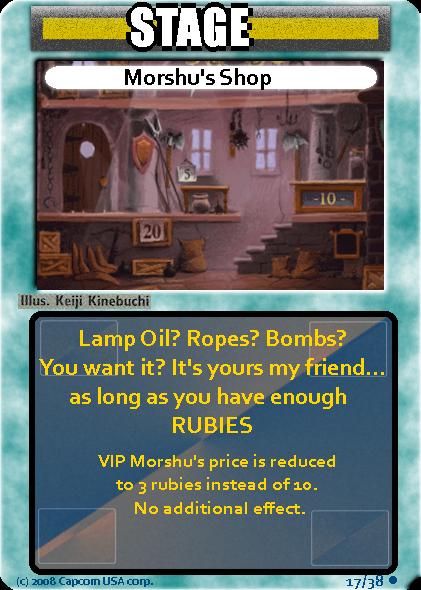 STAGE
Morshu's Shop
5
-10-
20
Illus. Keiji Kinebuchi
Lamp Oil? Ropes? Bombs?
You want it? It's yours my friend...
as long as you have enough
RUBIES
VIP Morshu's price is reduced
to 3 rubies instead of 10.
No additional effect.
(c) 2008 Capcom USA corp.
17/38